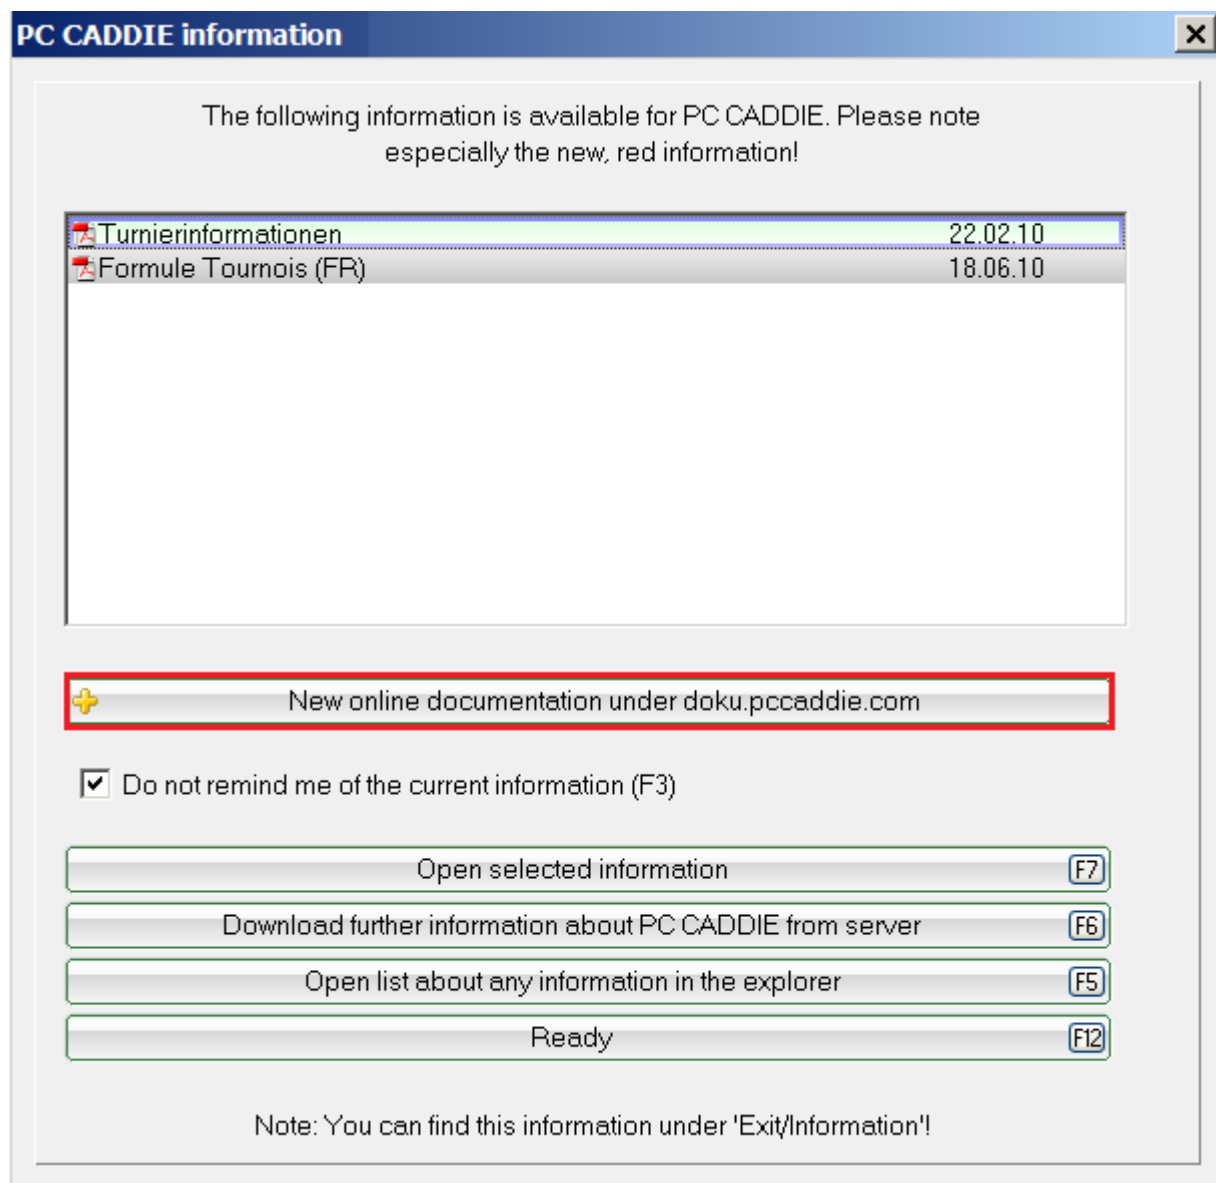 PC CADDIE information
The following information is available for PC CADDIE. Please note
especially the new, red information!
Turnierinformationen 22.02.10
Formule Tournois (FR) 18.06.10
New online documentation under doku.pccaddie.com
Do not remind me of the current information (F3)
Open selected information F7
Download further information about PC CADDIE from server F6
Open list about any information in the explorer F5
Ready F12
Note: You can find this information under 'Exit/Information'!